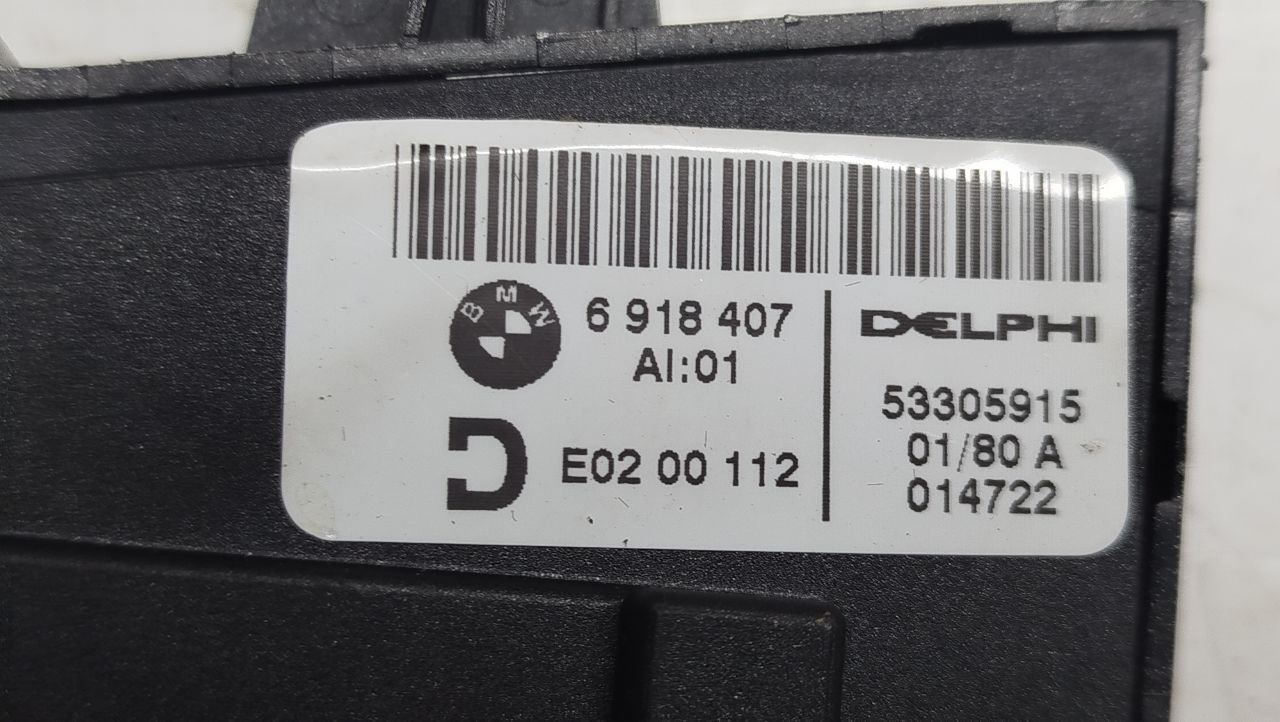 BMW
6 918 407
AI:01
E02 00 112
DELPHI
53305915
01/80 A
014722